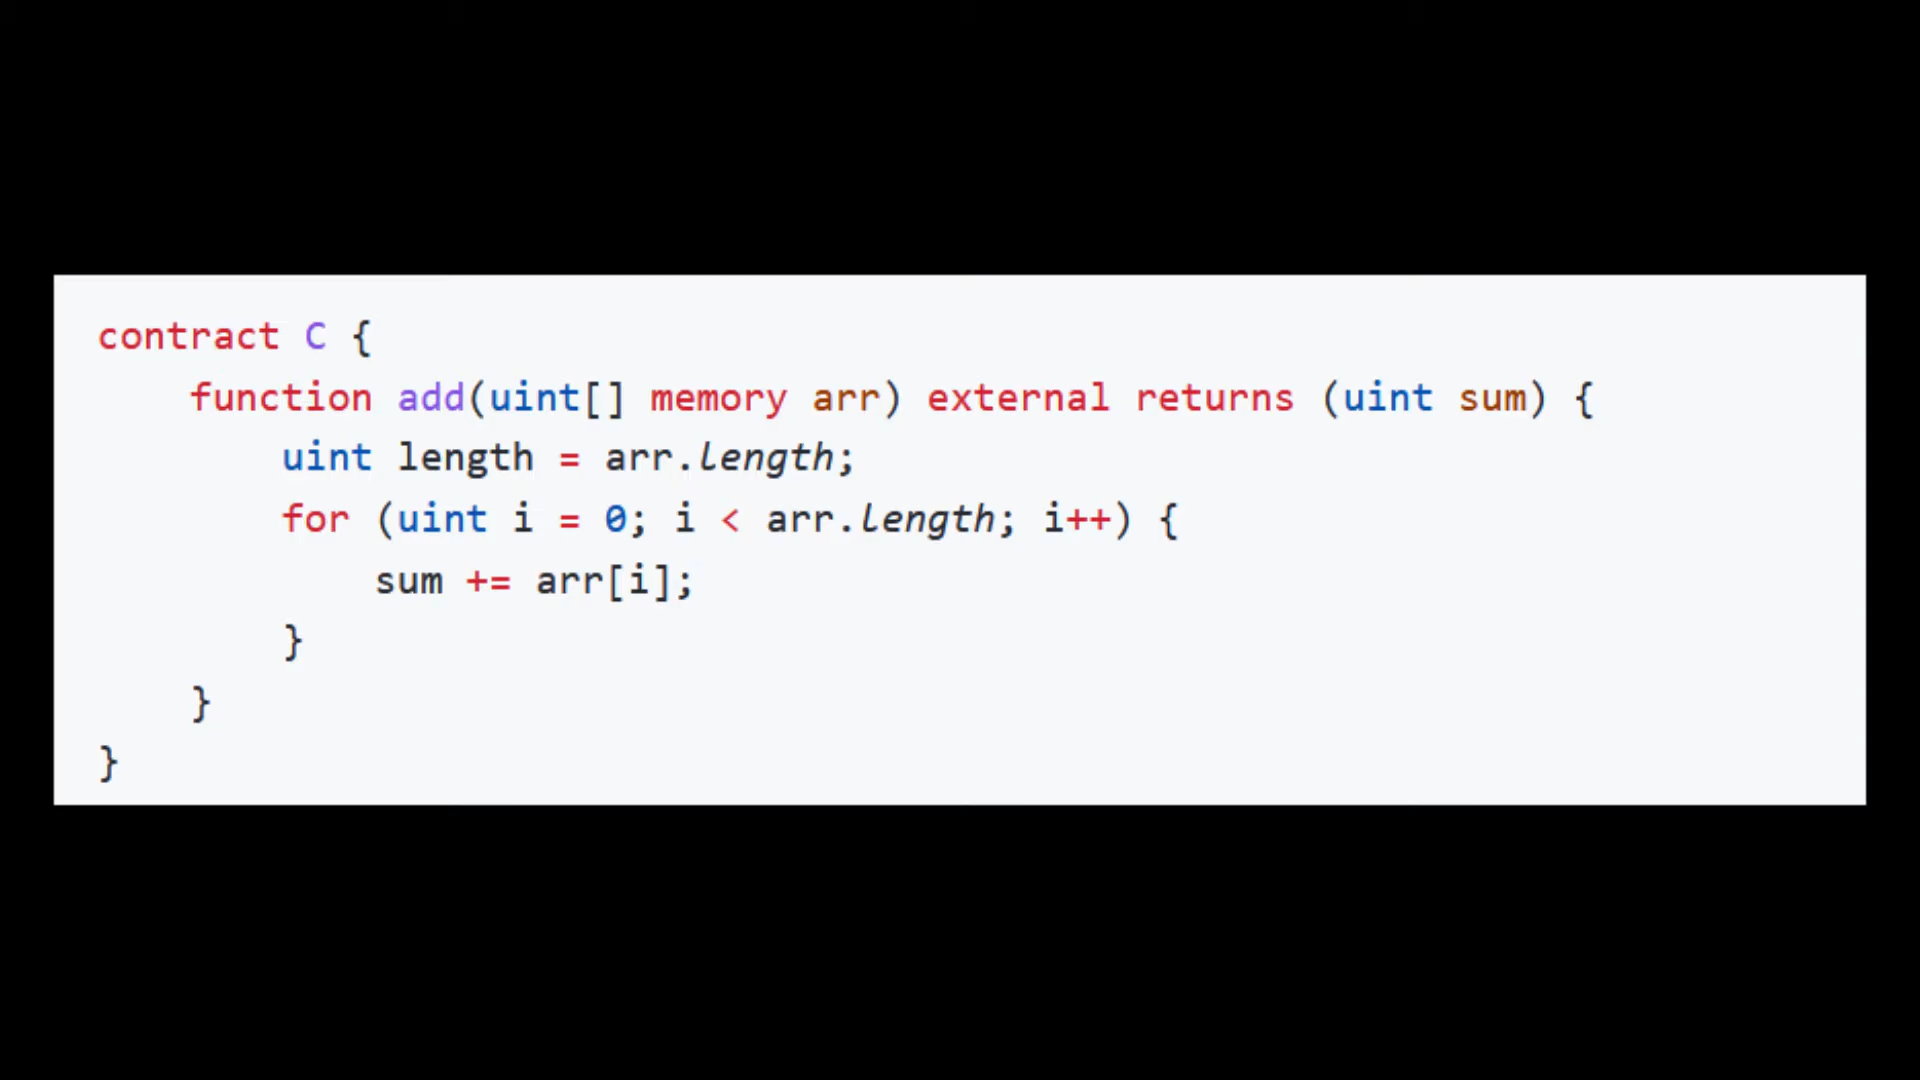 contract C {
    function add(uint[] memory arr) external returns (uint sum) {
        uint length = arr.length;
        for (uint i = 0; i < arr.length; i++) {
            sum += arr[i];
        }
    }
}